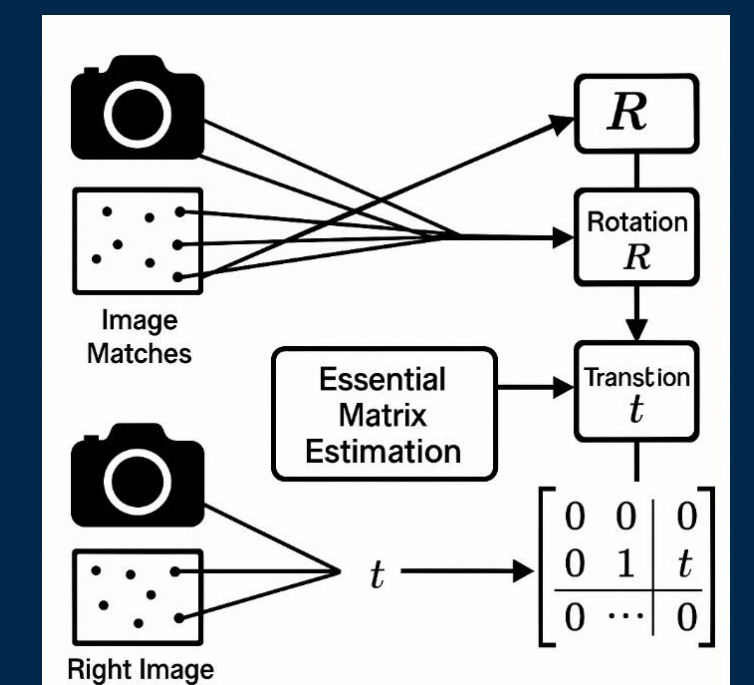 R
Rotation
R
Image
Matches
Essential
Matrix
Estimation
Transtion
t
t
0 0 0
0 1 t
0 ... 0
Right Image